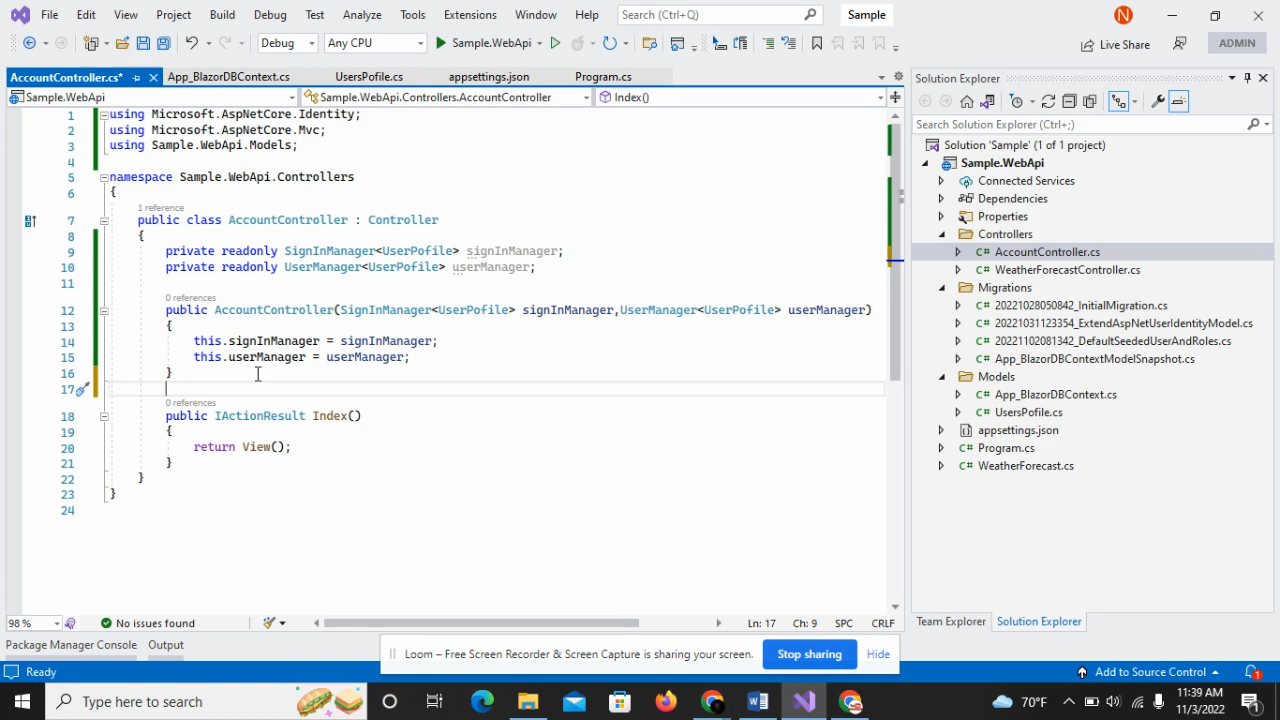 File Edit View Project Build Debug Test Analyze Tools Extensions Window Help Search (Ctrl+Q) Sample N
Debug Any CPU Sample.WebApi Live Share ADMIN
AccountController.cs* App_BlazorDBContext.cs UsersPofile.cs appsettings.json Program.cs
Sample.WebApi Sample.WebApi.Controllers.AccountController Index()
1 using Microsoft.AspNetCore.Identity;
2 using Microsoft.AspNetCore.Mvc;
3 using Sample.WebApi.Models;
4
5 namespace Sample.WebApi.Controllers
6 {
1 reference
7 public class AccountController : Controller
8 {
9 private readonly SignInManager<UserPofile> signInManager;
10 private readonly UserManager<UserPofile> userManager;
11
0 references
12 public AccountController(SignInManager<UserPofile> signInManager,UserManager<UserPofile> userManager)
13 {
14 this.signInManager = signInManager;
15 this.userManager = userManager;
16 }
17
0 references
18 public IActionResult Index()
19 {
20 return View();
21 }
22 }
23 }
24
98 % No issues found Ln: 17 Ch: 9 SPC CRLF
Package Manager Console Output
Solution Explorer
Search Solution Explorer (Ctrl+;)
Solution 'Sample' (1 of 1 project)
Sample.WebApi
Connected Services
Dependencies
Properties
Controllers
C# AccountController.cs
C# WeatherForecastController.cs
Migrations
C# 20221028050842_InitialMigration.cs
C# 20221031123354_ExtendAspNetUserIdentityModel.cs
C# 20221102081342_DefaultSeededUserAndRoles.cs
C# App_BlazorDBContextModelSnapshot.cs
Models
C# App_BlazorDBContext.cs
C# UsersPofile.cs
appsettings.json
C# Program.cs
C# WeatherForecast.cs
Team Explorer Solution Explorer
Loom – Free Screen Recorder & Screen Capture is sharing your screen. Stop sharing Hide
Ready Add to Source Control 1
Type here to search 70°F 11:39 AM
11/3/2022 1